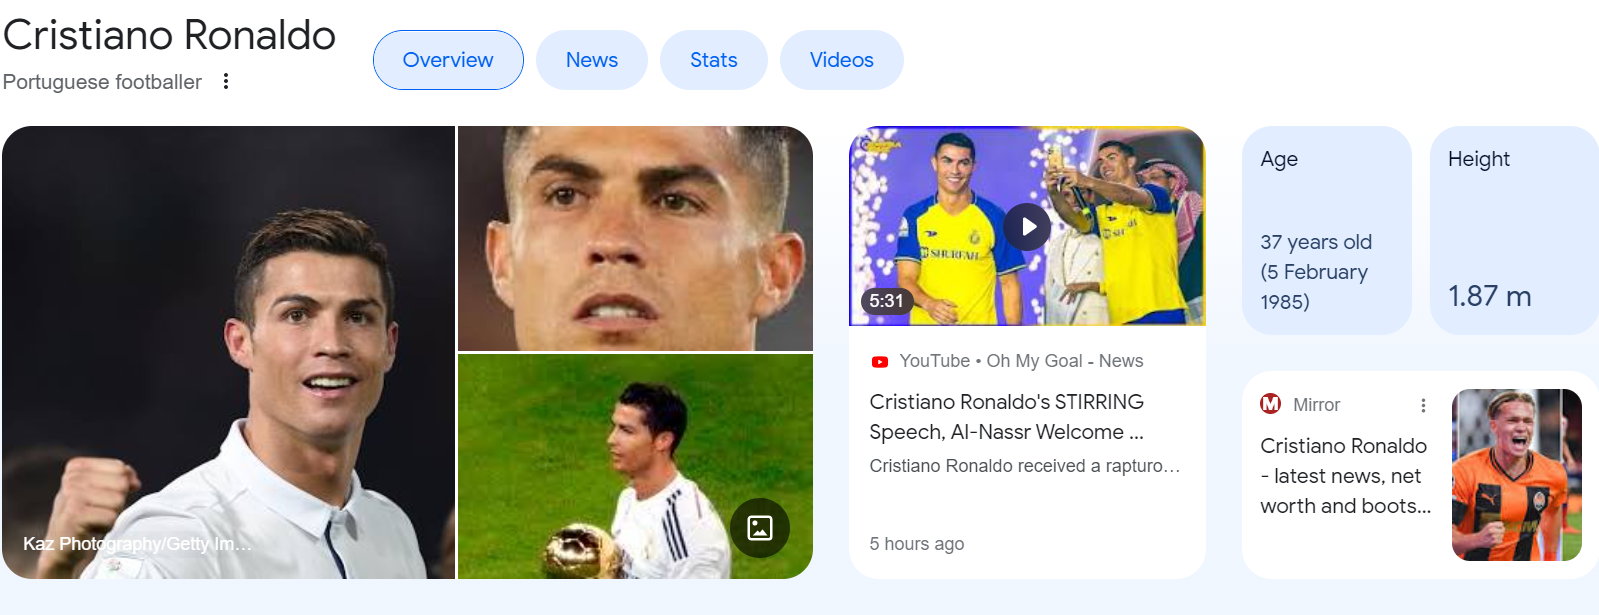 Cristiano Ronaldo
Portuguese footballer
Overview
News
Stats
Videos
Kaz Photography/Getty Im...
5:31
YouTube • Oh My Goal - News
Cristiano Ronaldo's STIRRING
Speech, Al-Nassr Welcome ...
Cristiano Ronaldo received a rapturo...
5 hours ago
Age
37 years old
(5 February
1985)
Height
1.87 m
M
Mirror
Cristiano Ronaldo
- latest news, net
worth and boots...